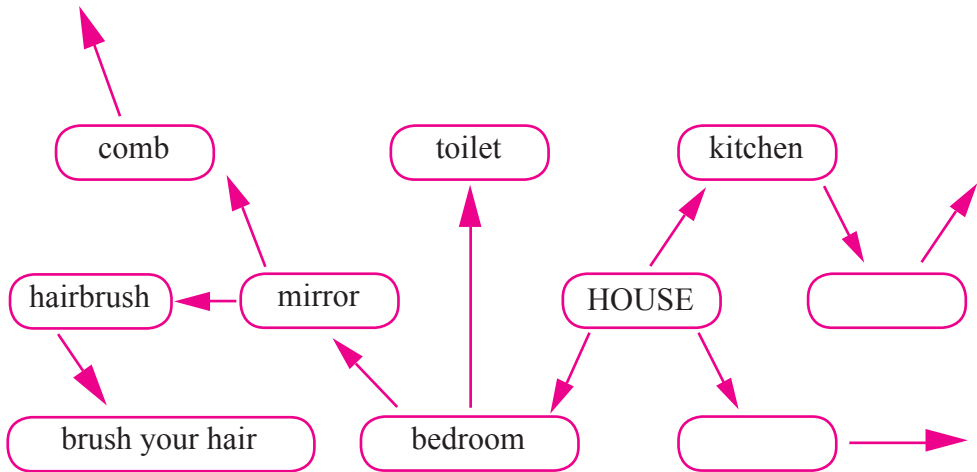 comb
toilet
kitchen
hairbrush
mirror
HOUSE
brush your hair
bedroom